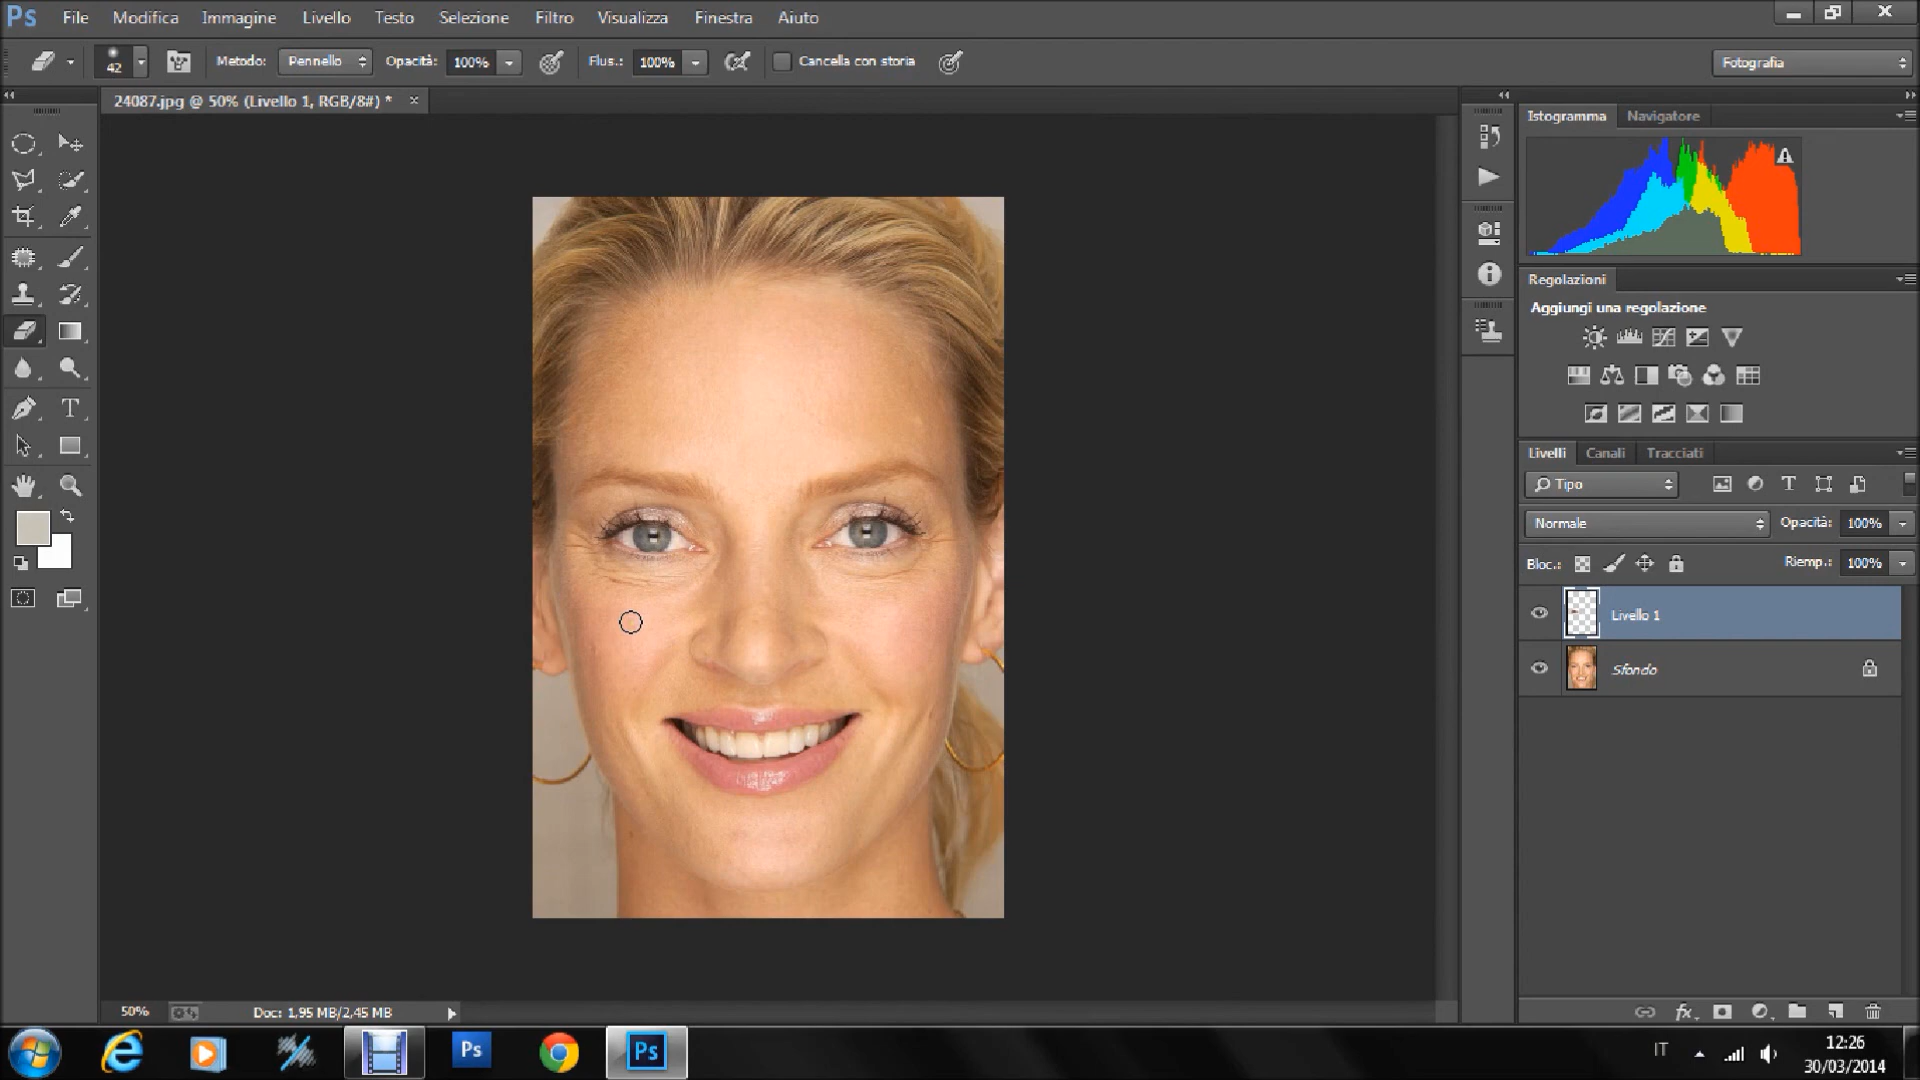 Ps File Modifica Immagine Livello Testo Selezione Filtro Visualizza Finestra Aiuto
42 Metodo: Pennello Opacità: 100% Flus.: 100% Cancella con storia Fotografia
24087.jpg @ 50% (Livello 1, RGB/8#) *
Istogramma Navigatore
Regolazioni
Aggiungi una regolazione
Livelli Canali Tracciati
Tipo
Normale Opacità: 100%
Bloc.: Riemp.: 100%
Livello 1
Sfondo
50% Doc: 1,95 MB/2,45 MB
fx
Ps Ps IT 12:26
30/03/2014